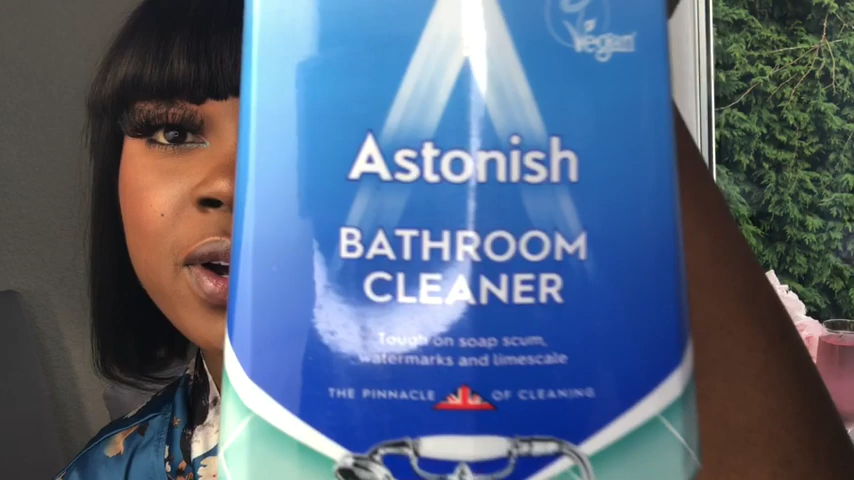 Vegan
Astonish
BATHROOM
CLEANER
Tough on soap scum,
watermarks and limescale
THE PINNACLE OF CLEANING